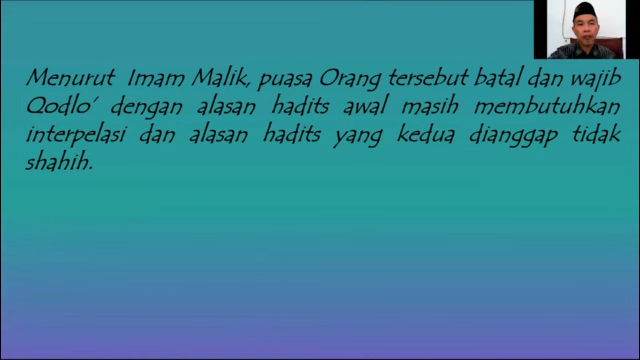 Menurut Imam Malik, puasa Orang tersebut batal dan wajib
Qodlo' dengan alasan hadits awal masih membutuhkan
interpelasi dan alasan hadits yang kedua dianggap tidak
shahih.